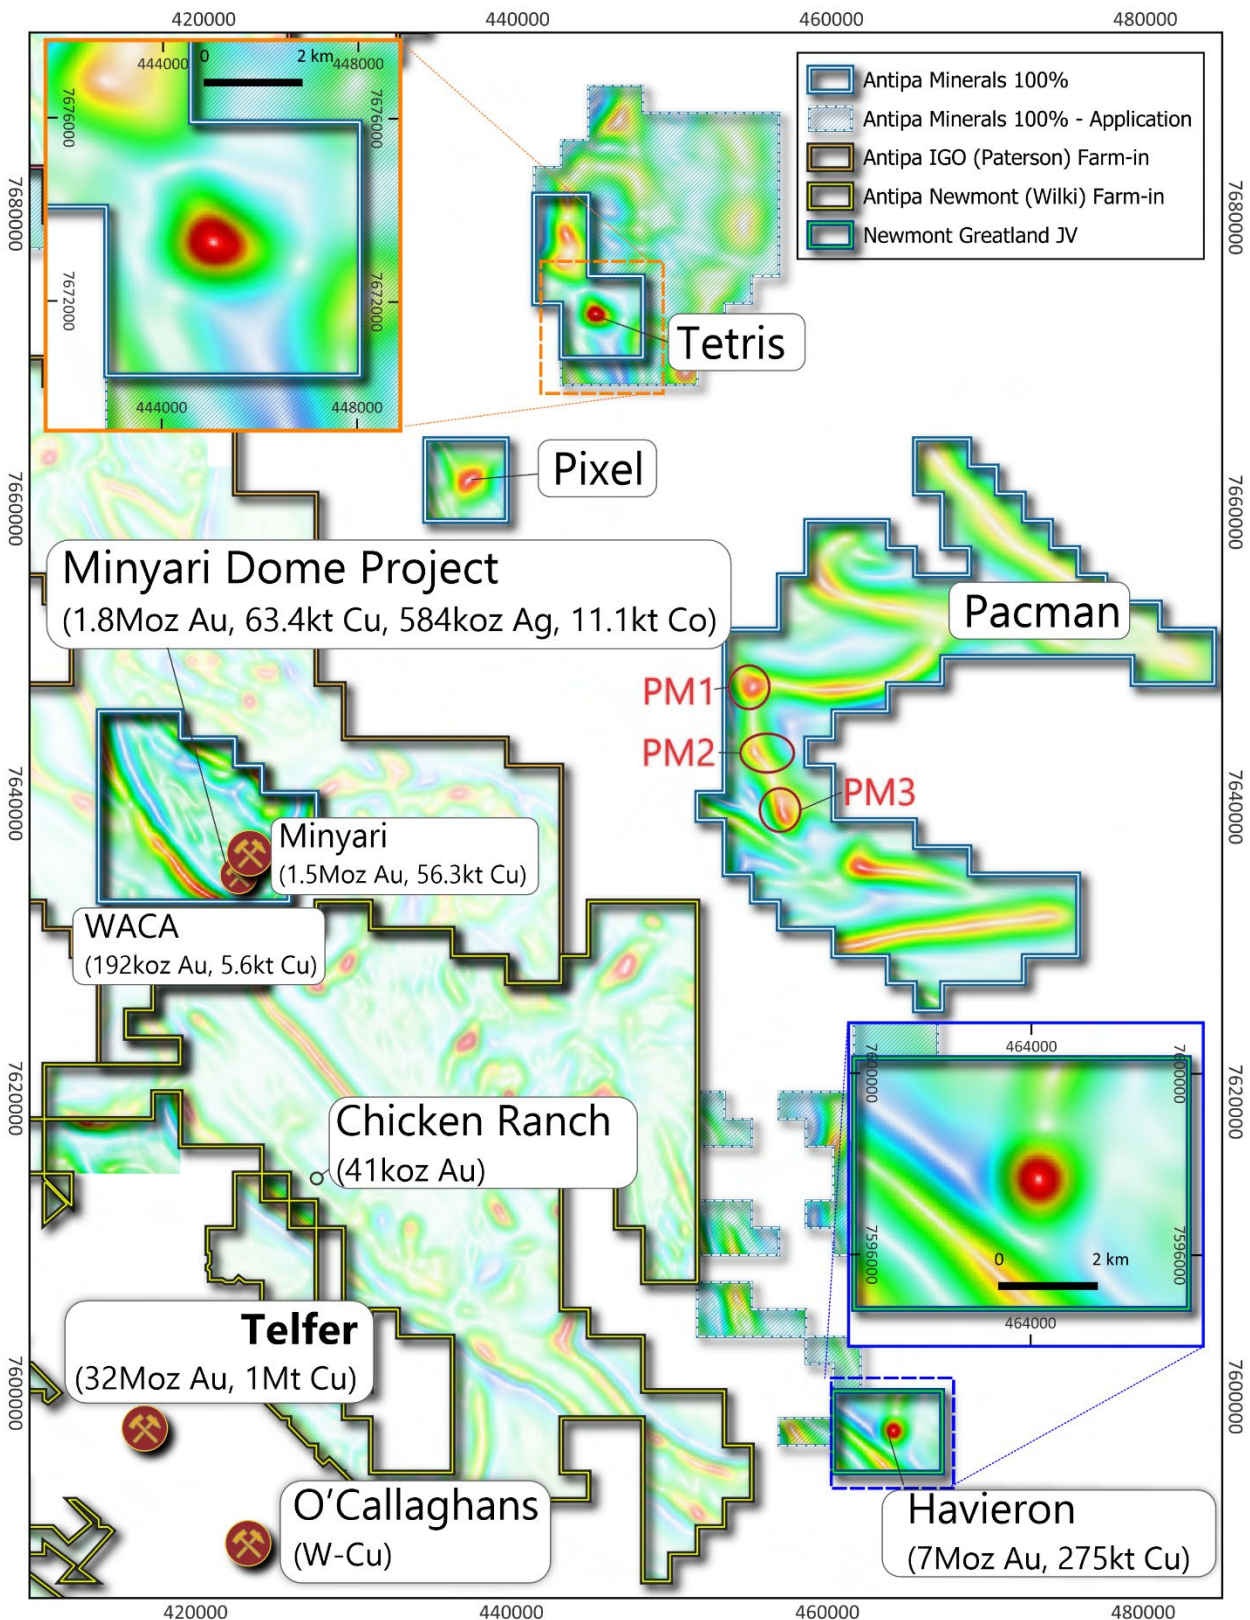 420000
440000
460000
480000
444000
0
2 km
448000
7676000
7676000
7672000
7672000
444000
448000
Antipa Minerals 100%
Antipa Minerals 100% - Application
Antipa IGO (Paterson) Farm-in
Antipa Newmont (Wilki) Farm-in
Newmont Greatland JV
7680000
7680000
Tetris
Pixel
7660000
7660000
Minyari Dome Project
(1.8Moz Au, 63.4kt Cu, 584koz Ag, 11.1kt Co)
Pacman
PM1
PM2
PM3
7640000
7640000
Minyari
(1.5Moz Au, 56.3kt Cu)
WACA
(192koz Au, 5.6kt Cu)
464000
7600000
7600000
7596000
7596000
0
2 km
464000
7620000
7620000
Chicken Ranch
(41koz Au)
Telfer
(32Moz Au, 1Mt Cu)
7600000
7600000
O'Callaghans
(W-Cu)
Havieron
(7Moz Au, 275kt Cu)
420000
440000
460000
480000